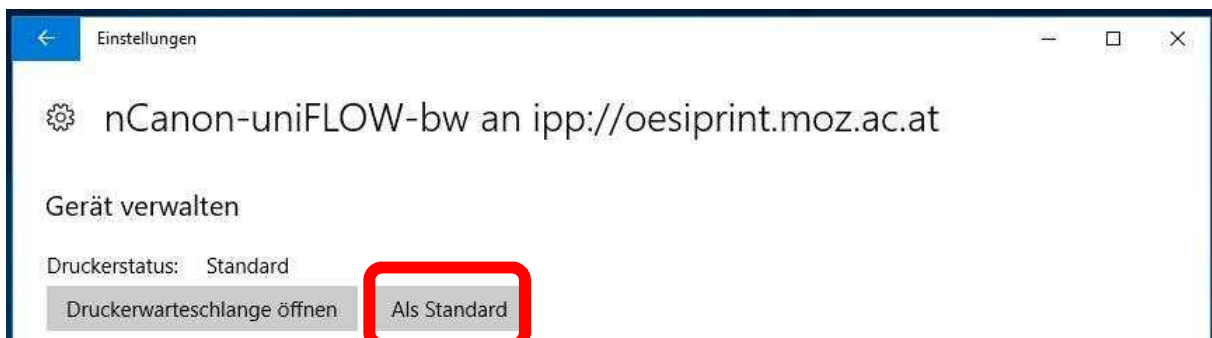 Einstellungen
nCanon-uniFLOW-bw an ipp://oesiprint.moz.ac.at
Gerät verwalten
Druckerstatus: Standard
Druckerwarteschlange öffnen Als Standard